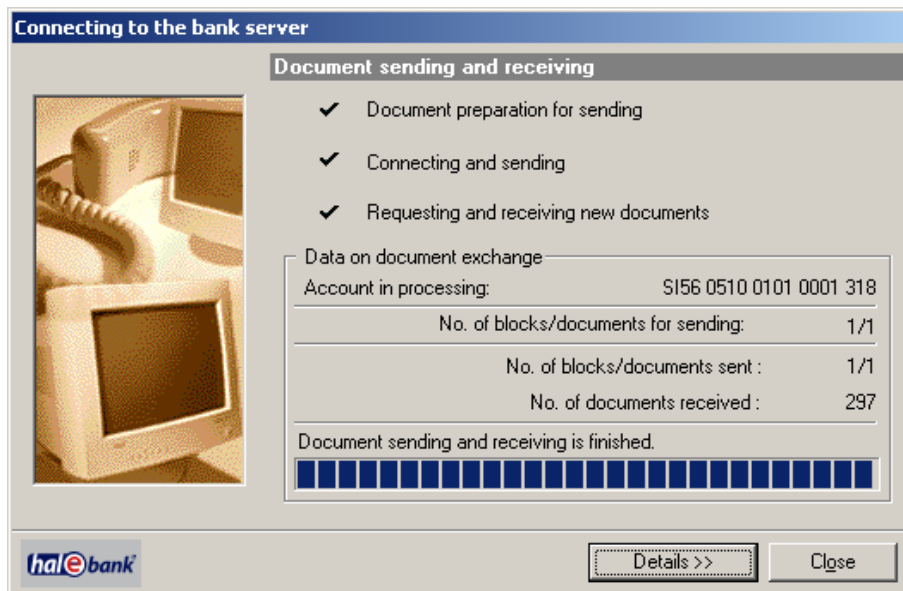 Connecting to the bank server
Document sending and receiving
Document preparation for sending
Connecting and sending
Requesting and receiving new documents
Data on document exchange
Account in processing: SI56 0510 0101 0001 318
No. of blocks/documents for sending: 1/1
No. of blocks/documents sent : 1/1
No. of documents received : 297
Document sending and receiving is finished.
halebank
Details >>
Close